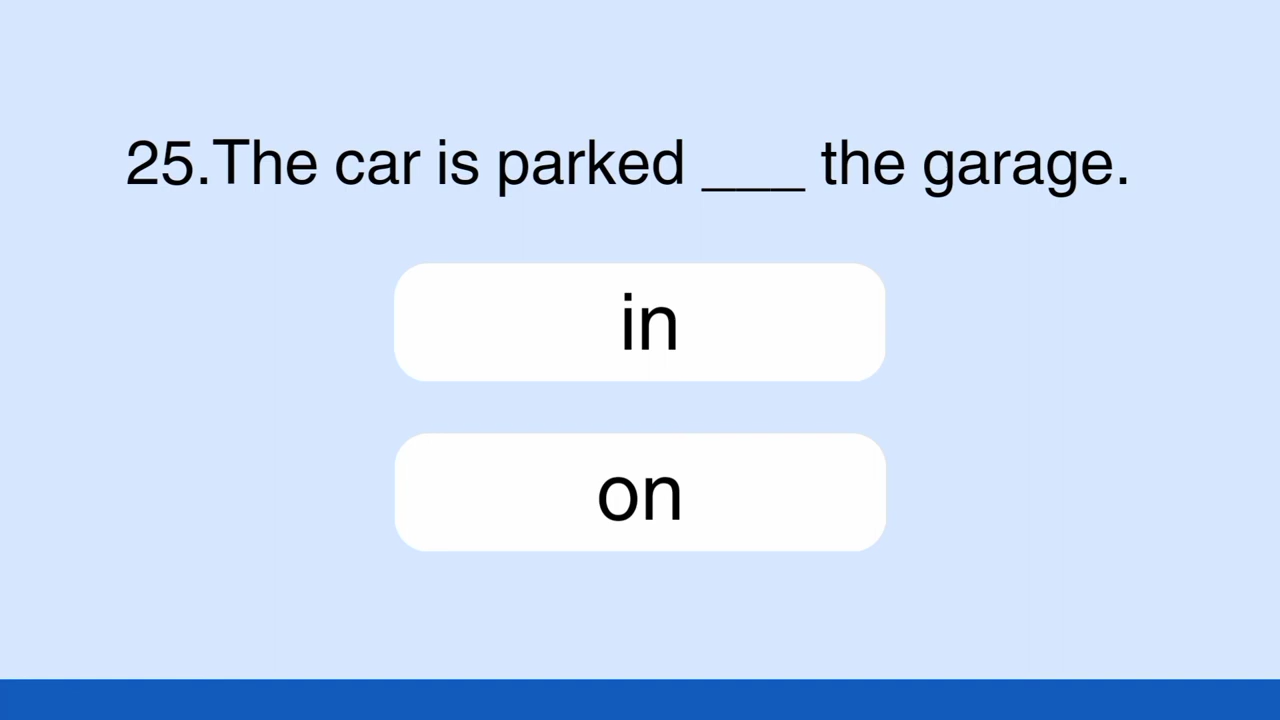 25.The car is parked ___ the garage.
in
on